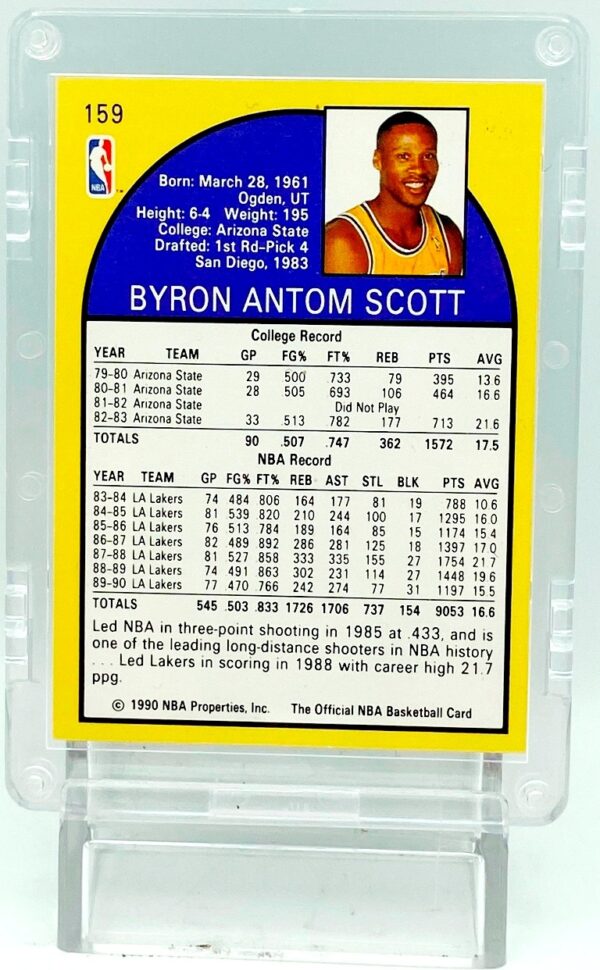 159
NBA
Born: March 28, 1961
Ogden, UT
Height: 6-4 Weight: 195
College: Arizona State
Drafted: 1st Rd-Pick 4
San Diego, 1983
BYRON ANTOM SCOTT
College Record
YEAR TEAM GP FG% FT% REB PTS AVG
79-80 Arizona State 29 500 .733 79 395 13.6
80-81 Arizona State 28 505 693 106 464 16.6
81-82 Arizona State Did Not Play
82-83 Arizona State 33 .513 .782 177 713 21.6
TOTALS 90 .507 .747 362 1572 17.5
NBA Record
YEAR TEAM GP FG% FT% REB AST STL BLK PTS AVG
83-84 LA Lakers 74 484 806 164 177 81 19 788 10.6
84-85 LA Lakers 81 539 820 210 244 100 17 1295 16.0
85-86 LA Lakers 76 513 784 189 164 85 15 1174 15.4
86-87 LA Lakers 82 489 892 286 281 125 18 1397 17.0
87-88 LA Lakers 81 527 858 333 335 155 27 1754 21.7
88-89 LA Lakers 74 491 863 302 231 114 27 1448 19.6
89-90 LA Lakers 77 .470 .766 242 274 77 31 1197 15.5
TOTALS 545 .503 .833 1726 1706 737 154 9053 16.6
Led NBA in three-point shooting in 1985 at .433, and is
one of the leading long-distance shooters in NBA history
. . . Led Lakers in scoring in 1988 with career high 21.7
ppg.
© 1990 NBA Properties, Inc. The Official NBA Basketball Card